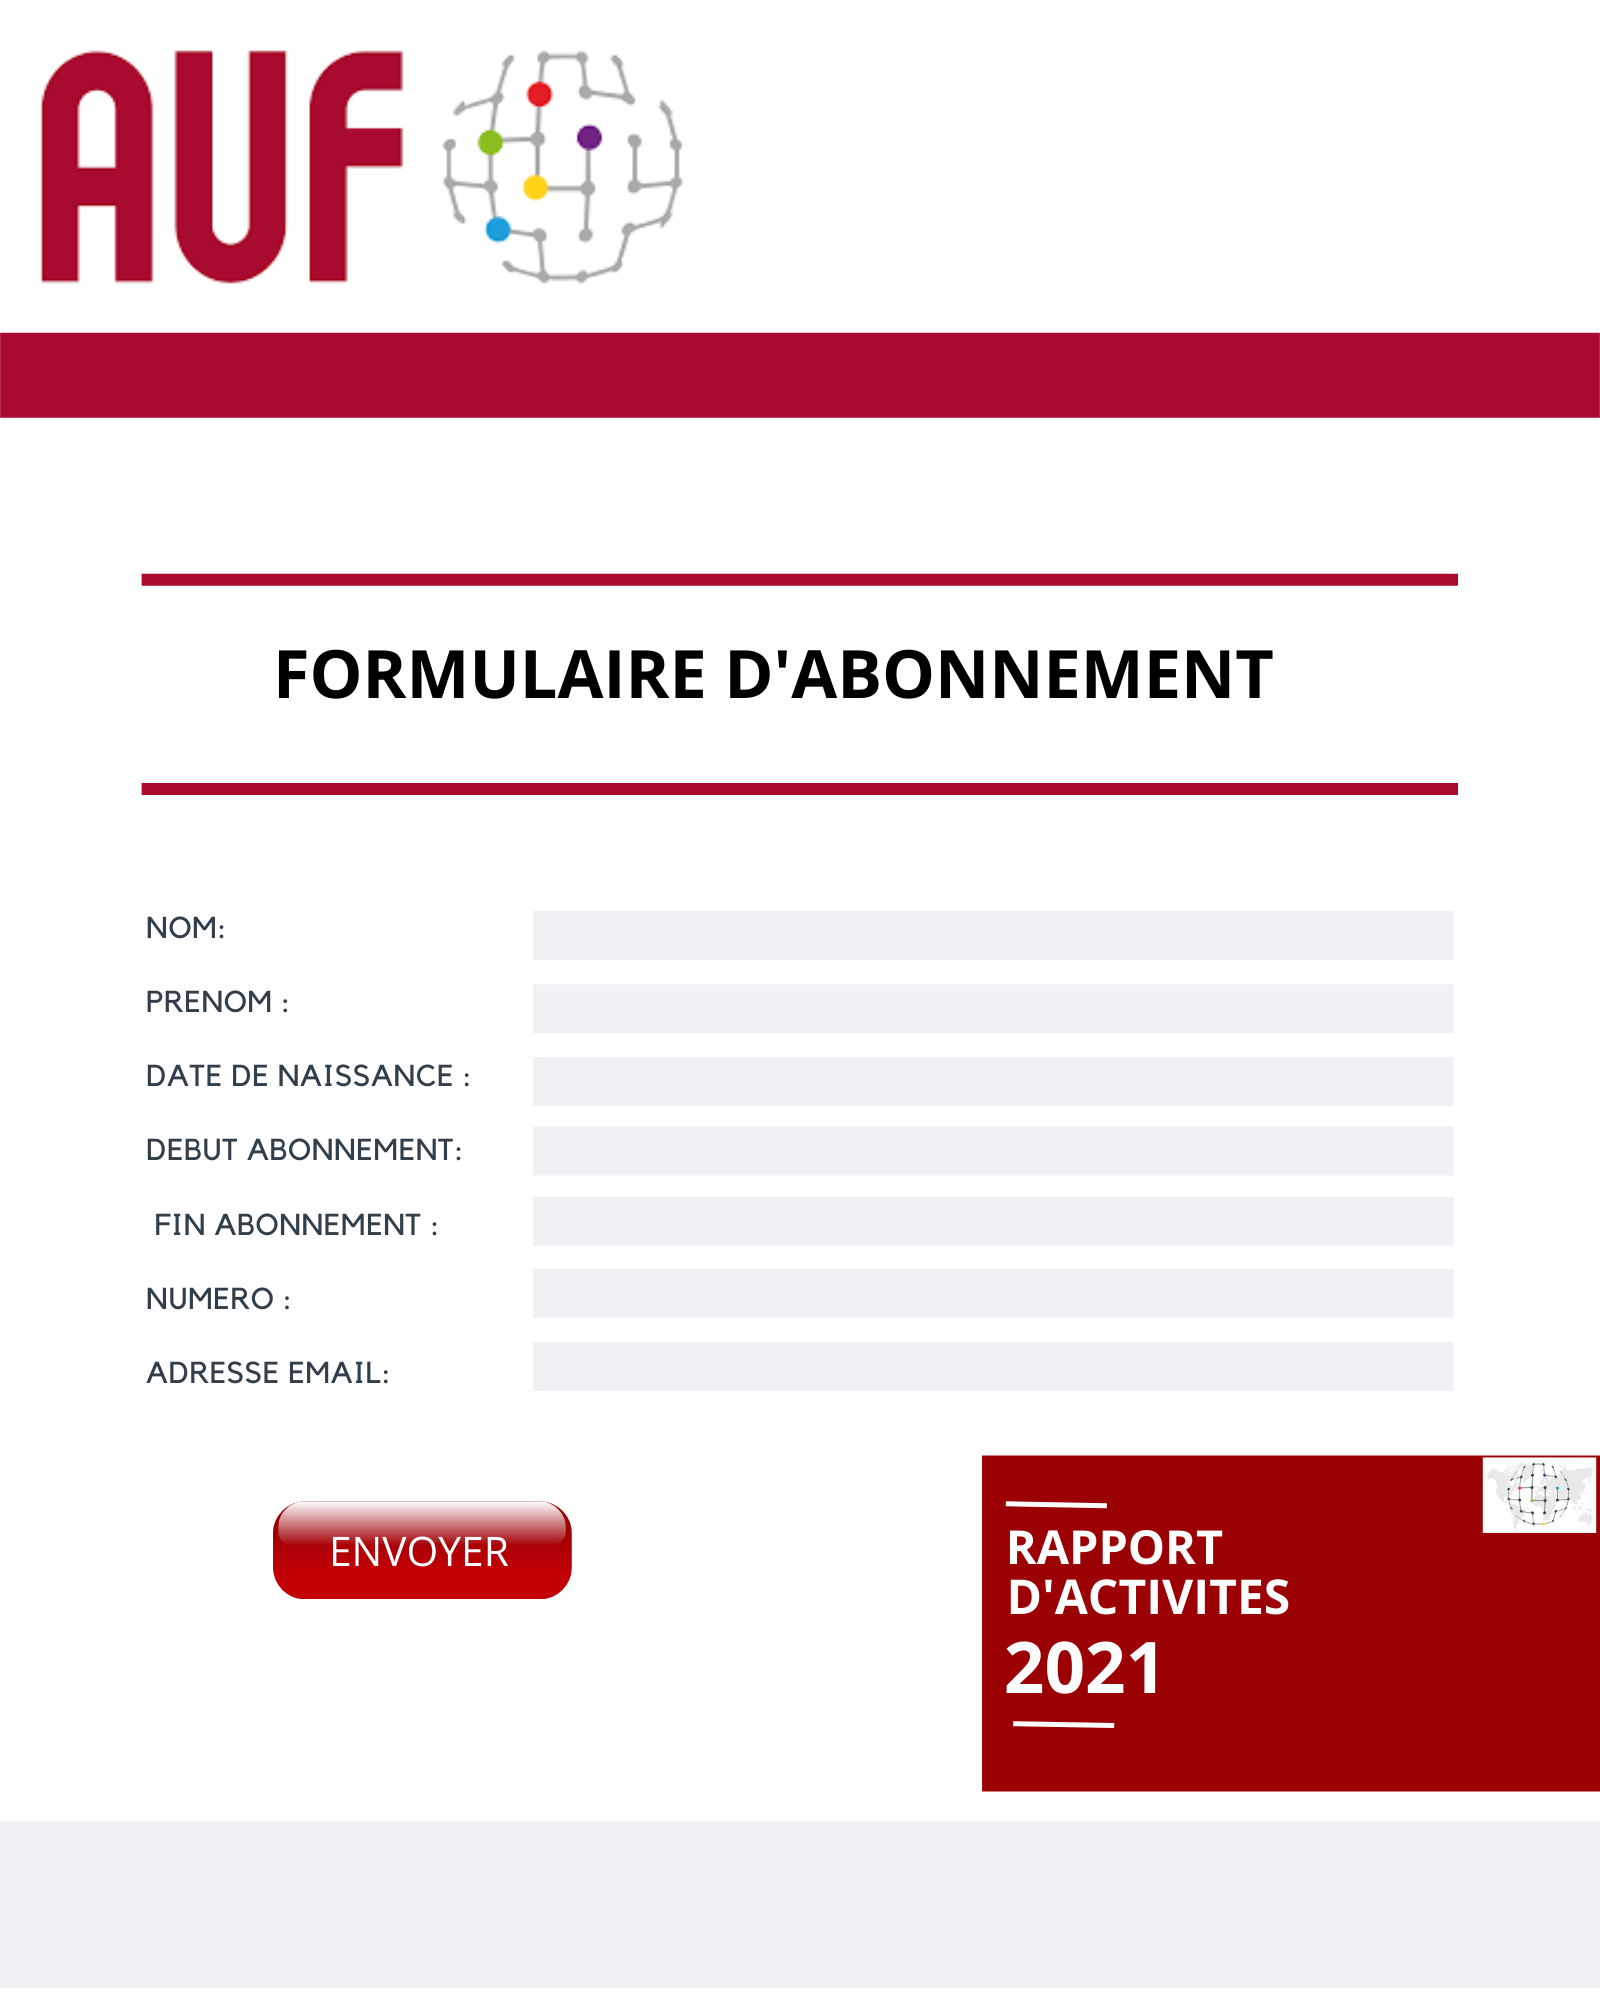 AUF
FORMULAIRE D'ABONNEMENT
NOM:
PRENOM :
DATE DE NAISSANCE :
DEBUT ABONNEMENT:
FIN ABONNEMENT :
NUMERO :
ADRESSE EMAIL:
ENVOYER
RAPPORT
D'ACTIVITES
2021